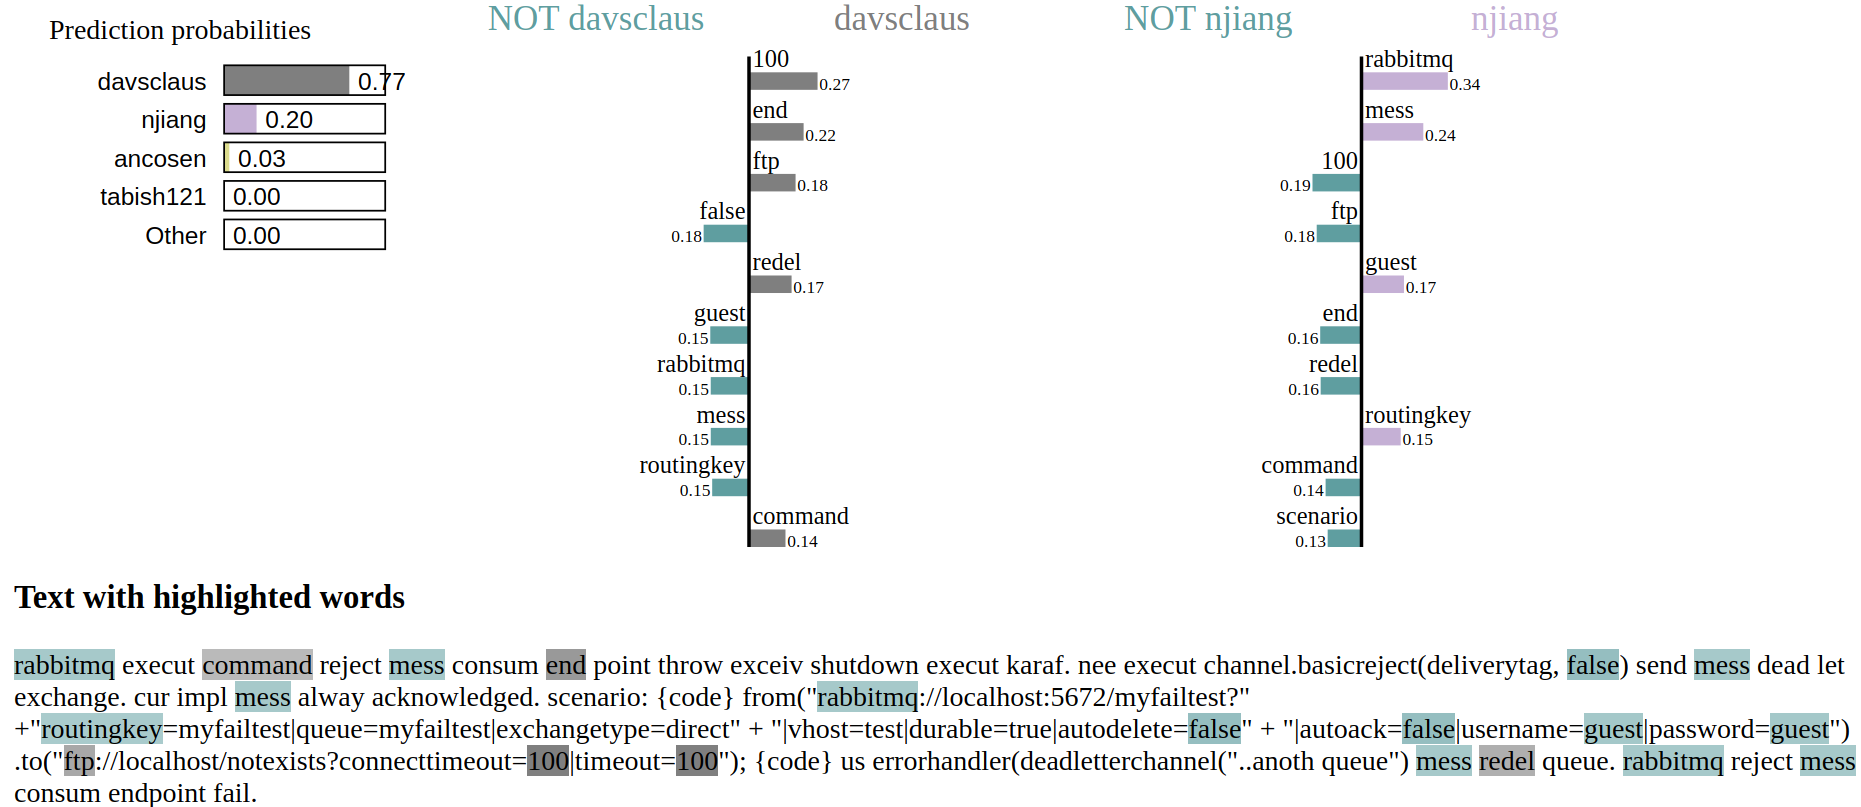 Prediction probabilities
davsclaus 0.77
njiang 0.20
ancosen 0.03
tabish121 0.00
Other 0.00
NOT davsclaus davsclaus
100
0.27
end
0.22
ftp
0.18
false
0.18
redel
0.17
guest
0.15
rabbitmq
0.15
mess
0.15
routingkey
0.15
command
0.14
NOT njiang njiang
rabbitmq
0.34
mess
0.24
100
0.19
ftp
0.18
guest
0.17
end
0.16
redel
0.16
routingkey
0.15
command
0.14
scenario
0.13
Text with highlighted words
rabbitmq execut command reject mess consum end point throw exceiv shutdown execut karaf. nee execut channel.basicreject(deliverytag, false) send mess dead let
exchange. cur impl mess alway acknowledged. scenario: {code} from("rabbitmq://localhost:5672/myfailtest?"
+"routingkey=myfailtest|queue=myfailtest|exchangetype=direct" + "|vhost=test|durable=true|autodelete=false" + "|autoack=false|username=guest|password=guest")
.to("ftp://localhost/notexists?connecttimeout=100|timeout=100"); {code} us errorhandler(deadletterchannel("..anoth queue") mess redel queue. rabbitmq reject mess
consum endpoint fail.